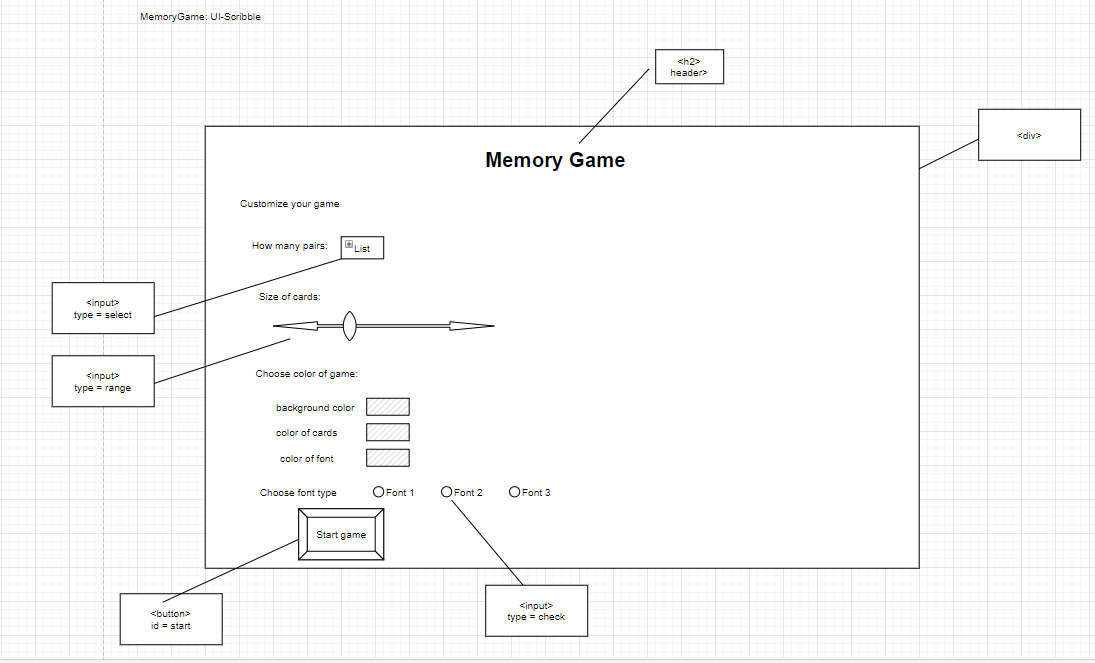 MemoryGame: UI-Scribble
<h2>
header>
<div>
Memory Game
Customize your game
How many pairs:
List
<input>
type = select
Size of cards:
<input>
type = range
Choose color of game:
background color
color of cards
color of font
Choose font type
Font 1
Font 2
Font 3
Start game
<button>
id = start
<input>
type = check